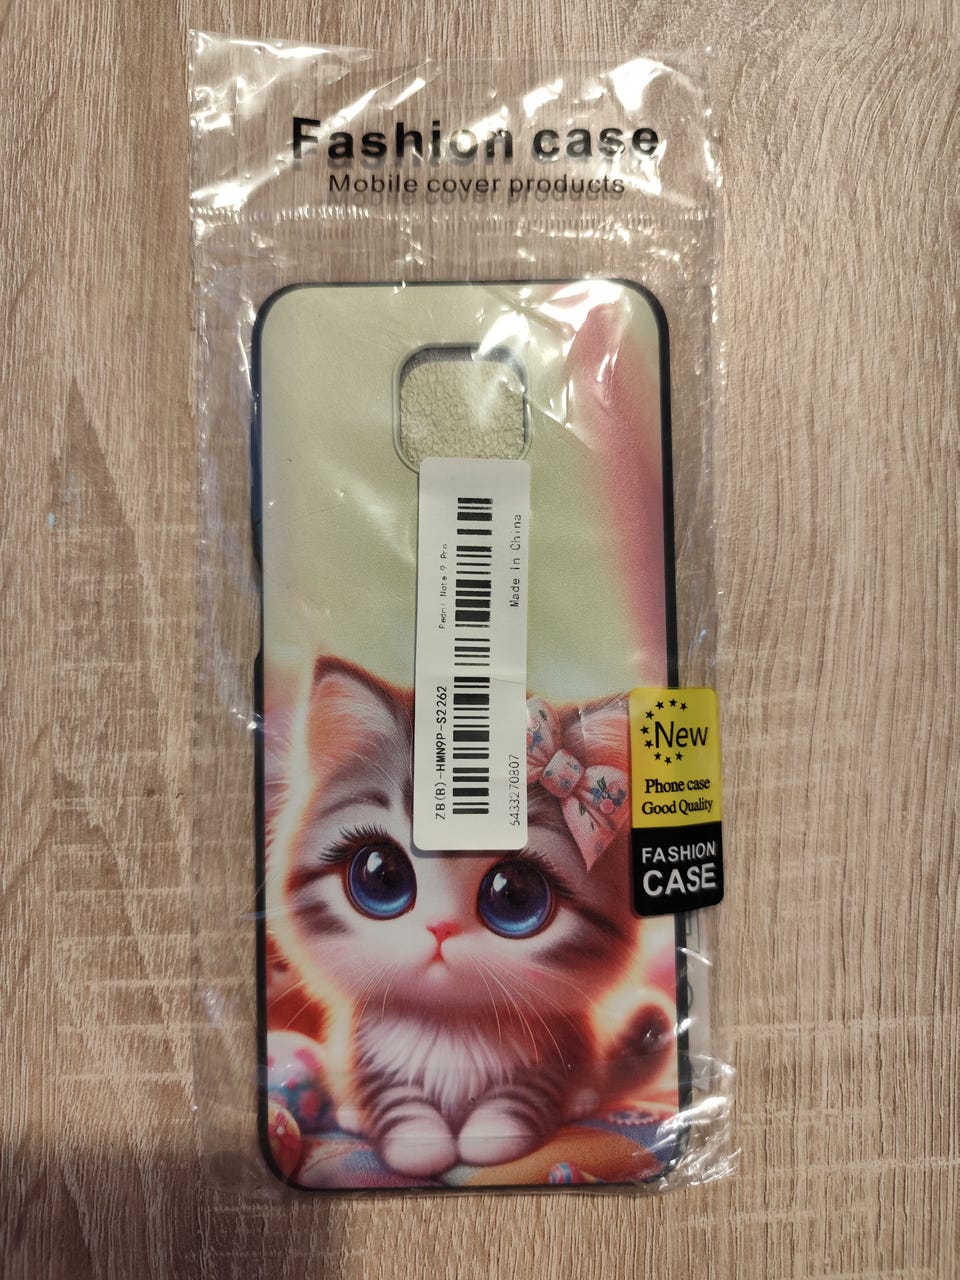 Fashion case
Mobile cover products
Redmi Note 9 Pro
ZB(B)-HMN9P-S2262
Made in China
6433270807
New
Phone case
Good Quality
FASHION
CASE